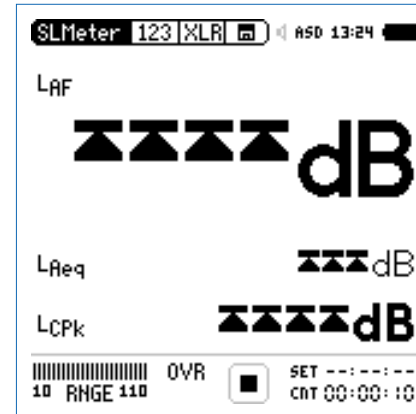 SLMeter 123 XLR ASD 13:24
LAF
dB
LAeq dB
LCPk dB
OVR SET --:--:--
10 RNGE 110 CNT 00:00:10